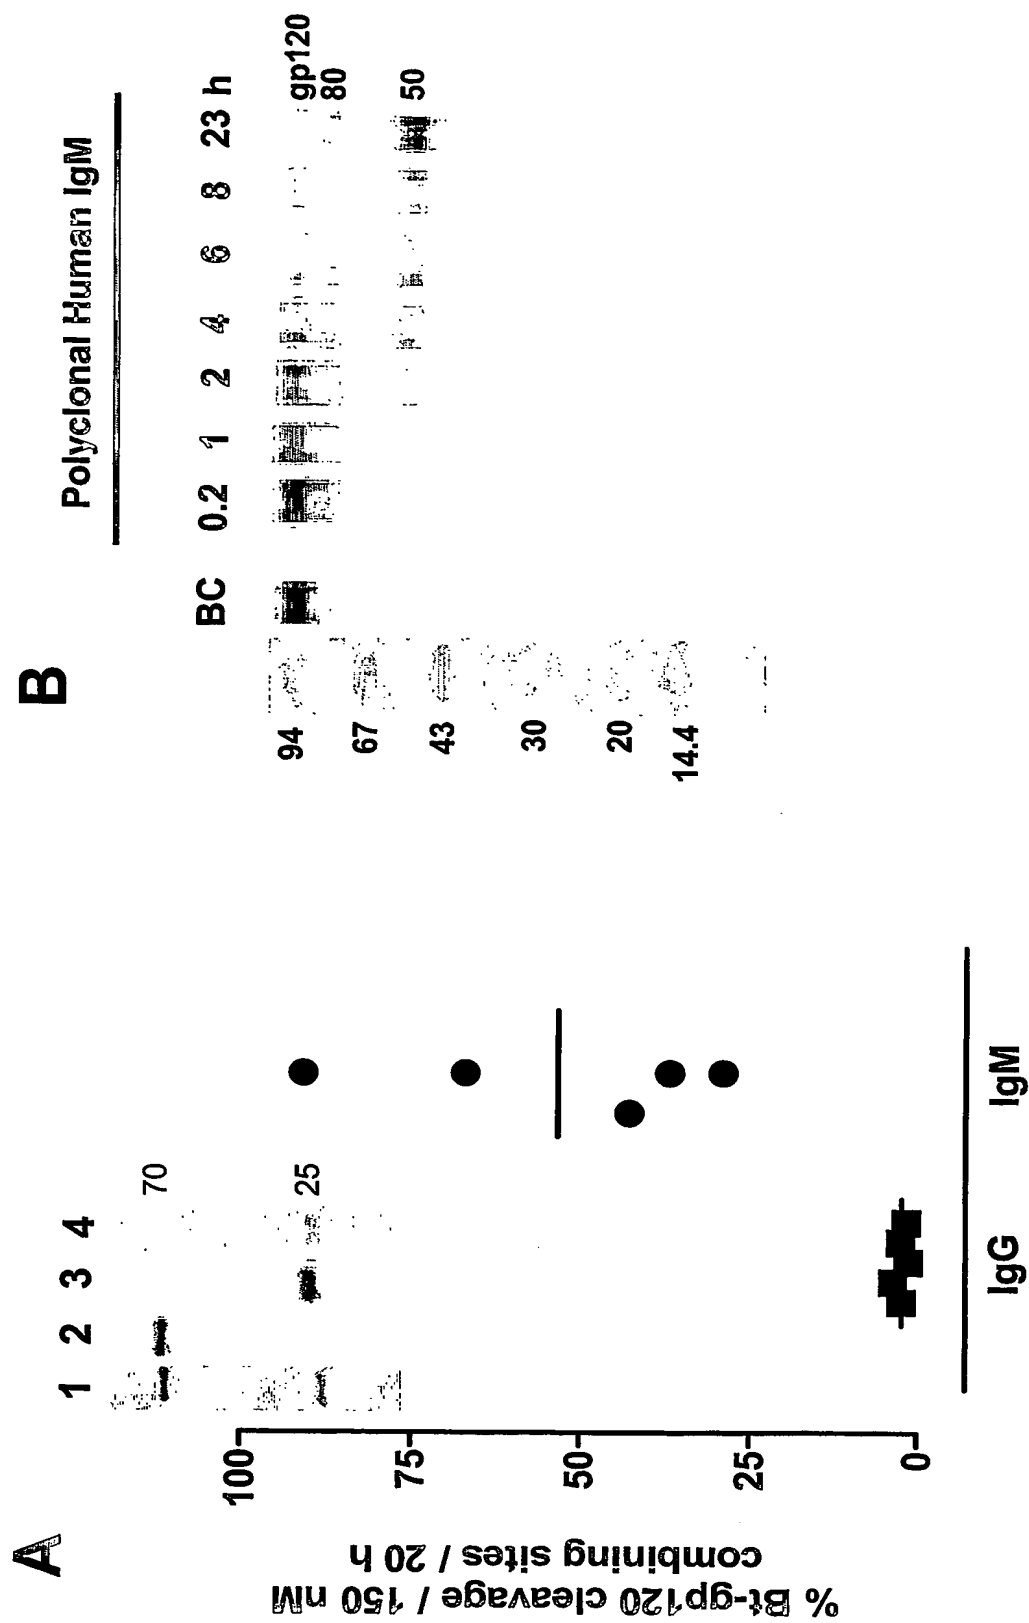 A
% Bt-gp120 cleavage / 150 nM
combining sites / 20 h
100
75
50
25
0
1 2 3 4
70
25
IgG IgM
B
Polyclonal Human IgM
BC 0.2 1 2 4 6 8 23 h
gp120
80
50
94
67
43
30
20
14.4